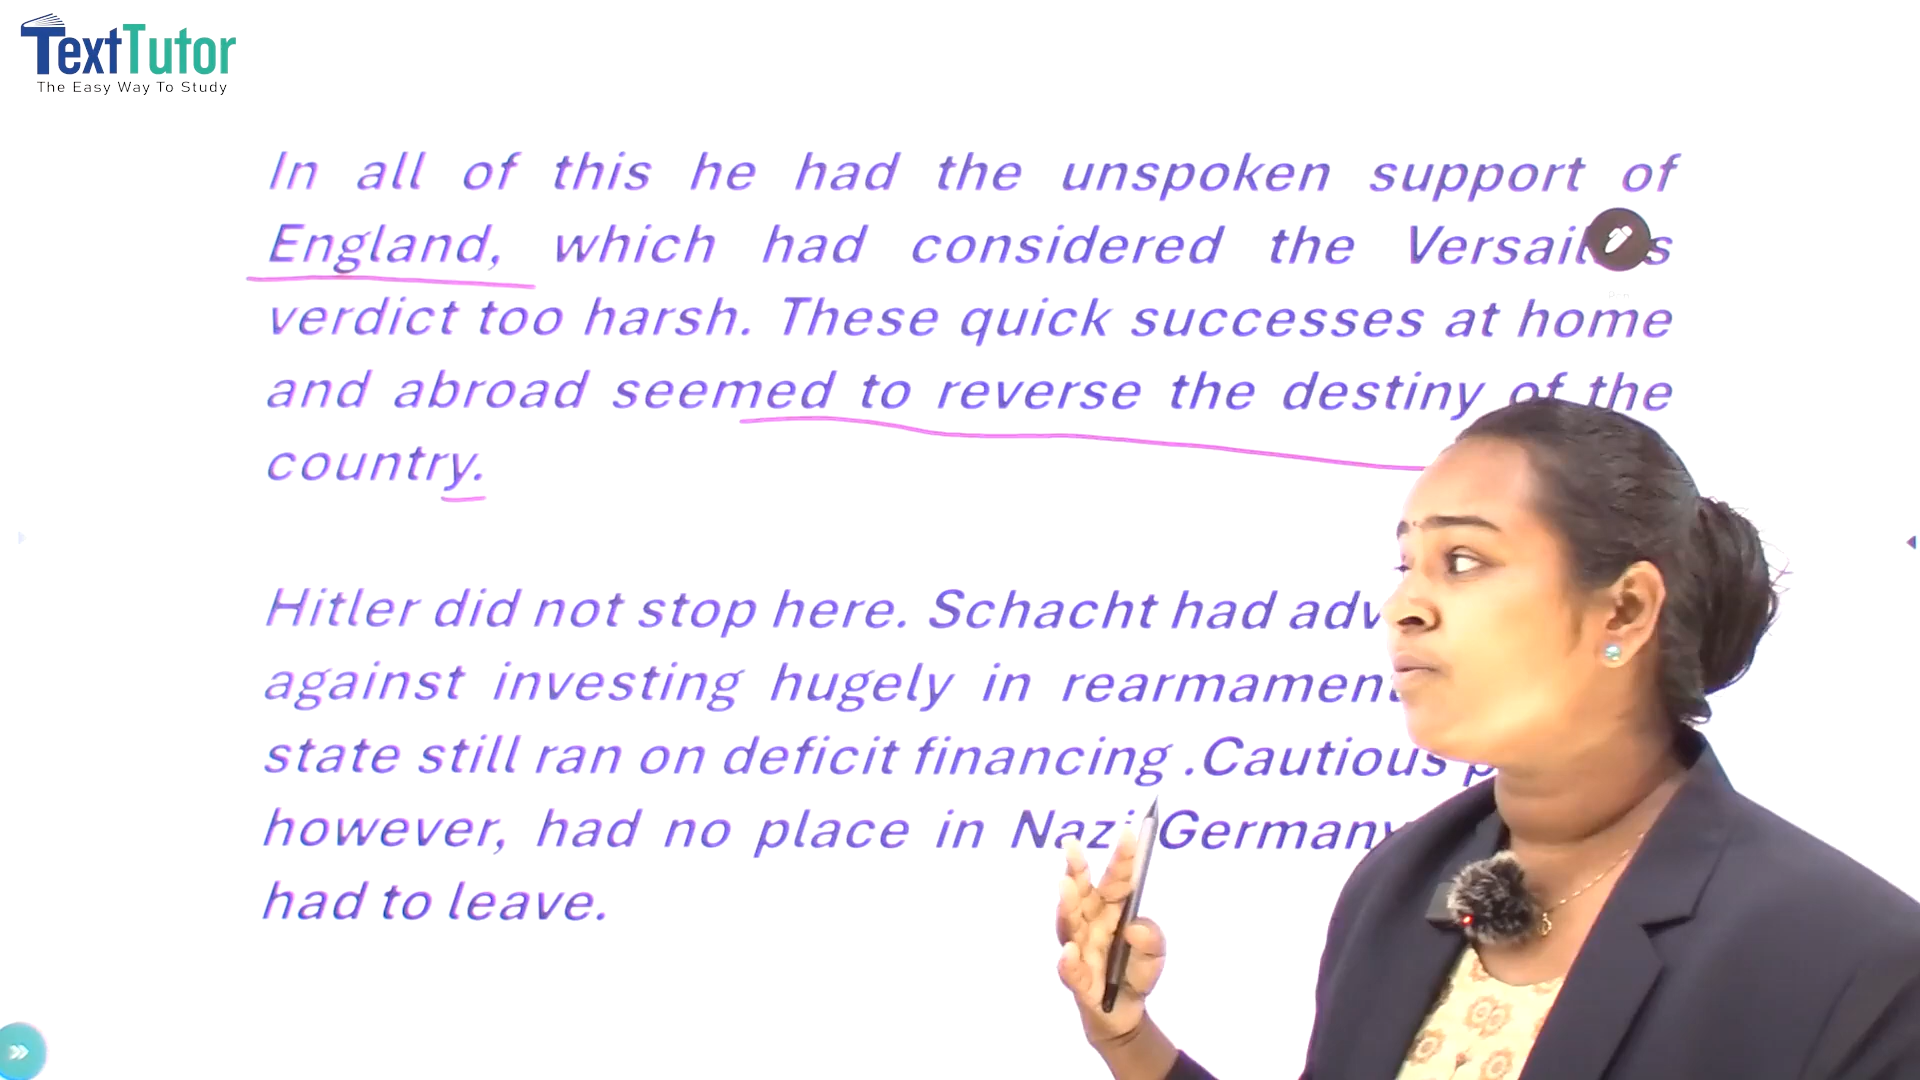 TextTutor
The Easy Way To Study
In all of this he had the unspoken support of
England, which had considered the
verdict too harsh. These quick successes at home
and abroad seemed to reverse the destiny of the
country.
Hitler did not stop here. Schacht had
against investing hugely in
state still ran on deficit financing .Cautious
however, had no place in Nazi Germany
had to leave.